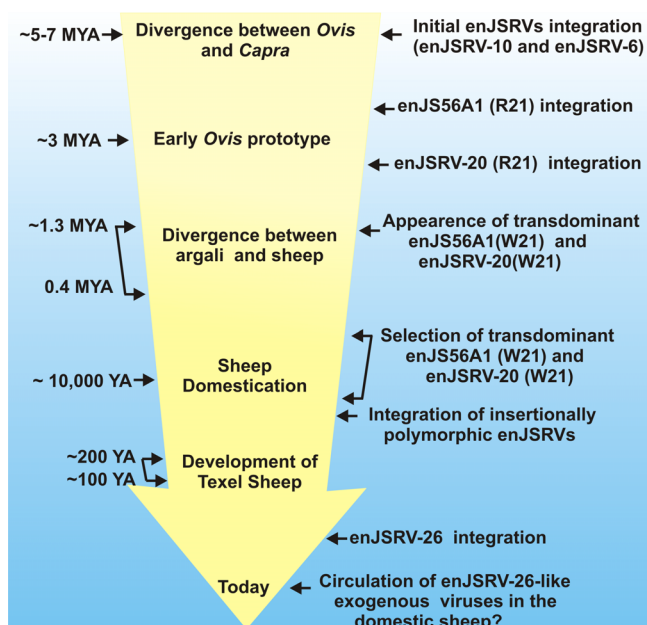 ~5-7 MYA
Divergence between Ovis
and Capra
Initial enJSRVs integration
(enJSRV-10 and enJSRV-6)
enJS56A1 (R21) integration
~3 MYA
Early Ovis prototype
enJSRV-20 (R21) integration
~1.3 MYA
0.4 MYA
Divergence between
argali and sheep
Appearence of transdominant
enJS56A1(W21) and
enJSRV-20(W21)
Selection of transdominant
enJS56A1 (W21) and
enJSRV-20 (W21)
~ 10,000 YA
Sheep
Domestication
Integration of insertionally
polymorphic enJSRVs
~200 YA
~100 YA
Development of
Texel Sheep
enJSRV-26 integration
Today
Circulation of enJSRV-26-like
exogenous viruses in the
domestic sheep?